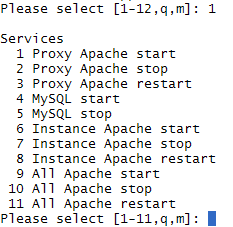 Please select [1-12,q,m]: 1
Services
1 Proxy Apache start
2 Proxy Apache stop
3 Proxy Apache restart
4 MySQL start
5 MySQL stop
6 Instance Apache start
7 Instance Apache stop
8 Instance Apache restart
9 All Apache start
10 All Apache stop
11 All Apache restart
Please select [1-11,q,m]: